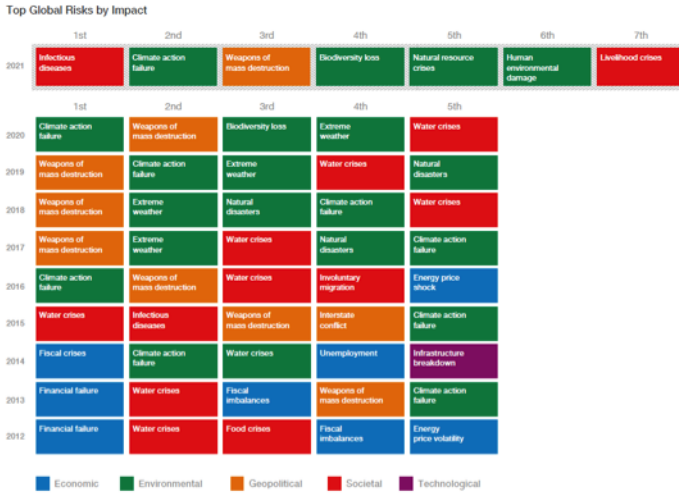 Top Global Risks by Impact
1st 2nd 3rd 4th 5th 6th 7th
2021
Infectious
diseases
Climate action
failure
Weapons of
mass destruction
Biodiversity loss
Natural resource
crises
Human
environmental
damage
Livelihood crises
1st 2nd 3rd 4th 5th
2020
Climate action
failure
Weapons of
mass destruction
Biodiversity loss
Extreme
weather
Water crises
2019
Weapons of
mass destruction
Climate action
failure
Extreme
weather
Water crises
Natural
disasters
2018
Weapons of
mass destruction
Extreme
weather
Natural
disasters
Climate action
failure
Water crises
2017
Weapons of
mass destruction
Extreme
weather
Water crises
Natural
disasters
Climate action
failure
2016
Climate action
failure
Weapons of
mass destruction
Water crises
Involuntary
migration
Energy price
shock
2015
Water crises
Infectious
diseases
Weapons of
mass destruction
Interstate
conflict
Climate action
failure
2014
Fiscal crises
Climate action
failure
Water crises
Unemployment
Infrastructure
breakdown
2013
Financial failure
Water crises
Fiscal
imbalances
Weapons of
mass destruction
Climate action
failure
2012
Financial failure
Water crises
Food crises
Fiscal
imbalances
Energy
price volatility
Economic Environmental Geopolitical Societal Technological